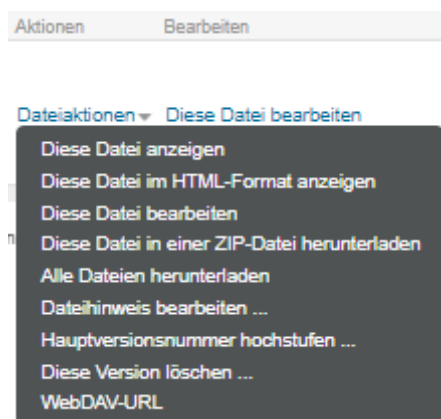 Aktionen Bearbeiten
Dateiaktionen Diese Datei bearbeiten
Diese Datei anzeigen
Diese Datei im HTML-Format anzeigen
Diese Datei bearbeiten
Diese Datei in einer ZIP-Datei herunterladen
Alle Dateien herunterladen
Dateihinweis bearbeiten ...
Hauptversionsnummer hochstufen ...
Diese Version löschen ...
WebDAV-URL